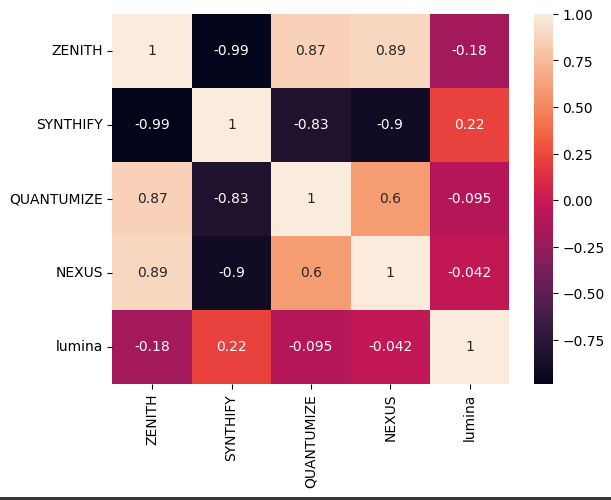 ZENITH 1 -0.99 0.87 0.89 -0.18
SYNTHIFY -0.99 1 -0.83 -0.9 0.22
QUANTUMIZE 0.87 -0.83 1 0.6 -0.095
NEXUS 0.89 -0.9 0.6 1 -0.042
lumina -0.18 0.22 -0.095 -0.042 1
ZENITH
SYNTHIFY
QUANTUMIZE
NEXUS
lumina
1.00
0.75
0.50
0.25
0.00
−0.25
−0.50
−0.75